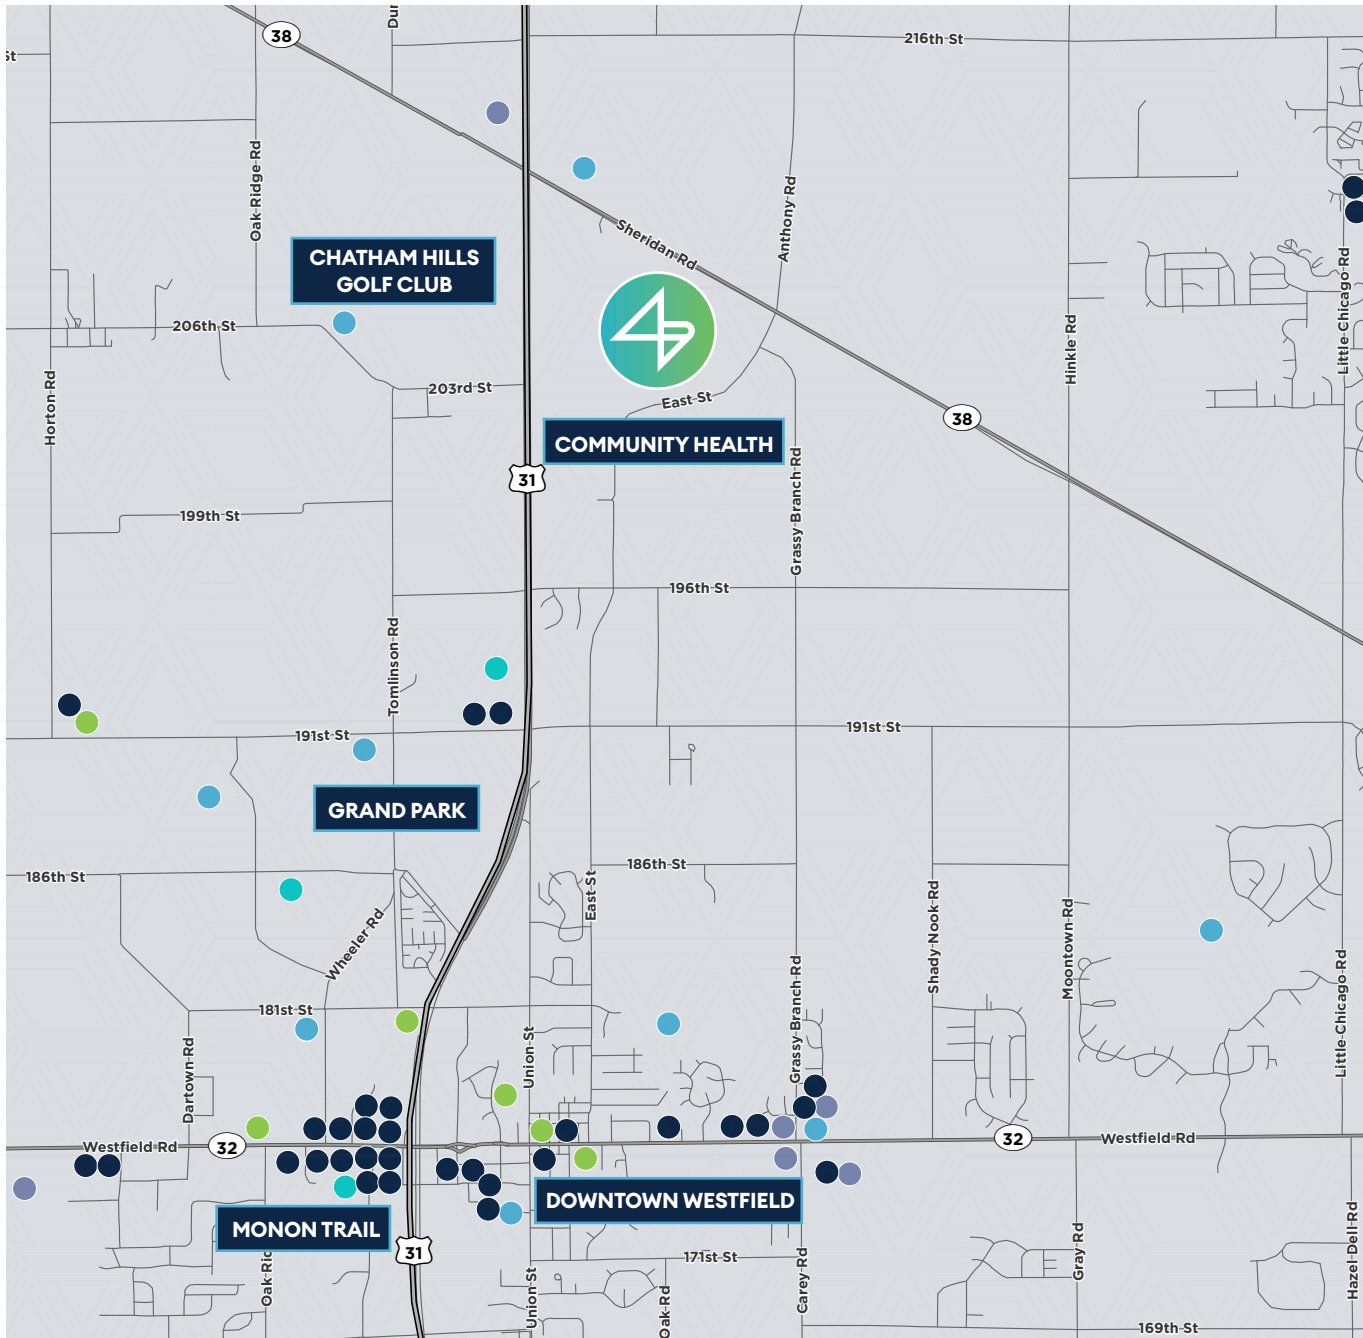 38
Dur
216th St
St
Oak Ridge Rd
Anthony Rd
Sheridan Rd
CHATHAM HILLS
GOLF CLUB
Little Chicago Rd
206th St
Hinkle Rd
203rd St
East St
Horton Rd
38
COMMUNITY HEALTH
31
Grassy Branch Rd
199th St
196th St
Tomlinson Rd
191st St
191st St
GRAND PARK
186th St
186th St
East St
Shady Nook Rd
Moontown Rd
Wheeler Rd
Grassy Branch Rd
Little Chicago Rd
181st St
Union St
Dartown Rd
Westfield Rd
32
32
Westfield Rd
DOWNTOWN WESTFIELD
MONON TRAIL
31
171st St
Oak Rid
Union St
Oak Rd
Carey Rd
Gray Rd
Hazel Dell Rd
169th St